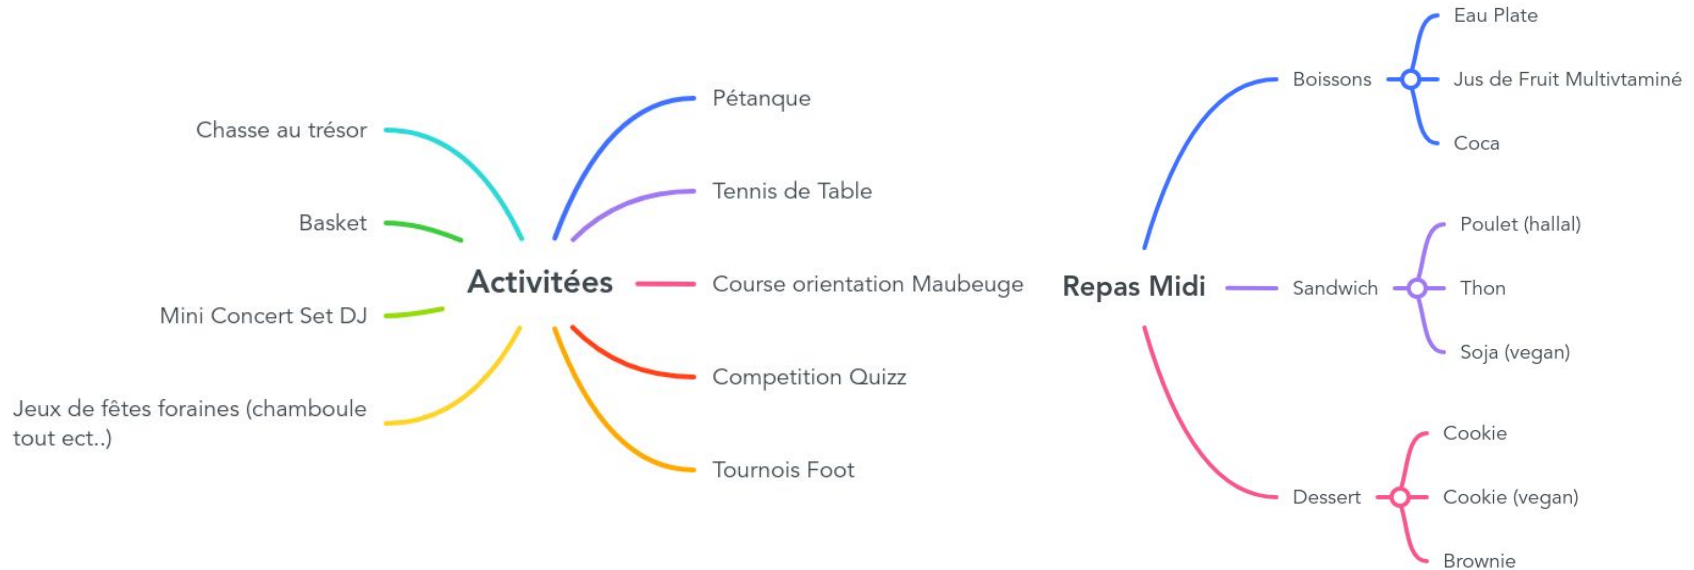 Activitées
Pétanque
Tennis de Table
Course orientation Maubeuge
Competition Quizz
Tournois Foot
Chasse au trésor
Basket
Mini Concert Set DJ
Jeux de fêtes foraines (chamboule
tout ect..)
Repas Midi
Boissons
Eau Plate
Jus de Fruit Multivtaminé
Coca
Sandwich
Poulet (hallal)
Thon
Soja (vegan)
Dessert
Cookie
Cookie (vegan)
Brownie